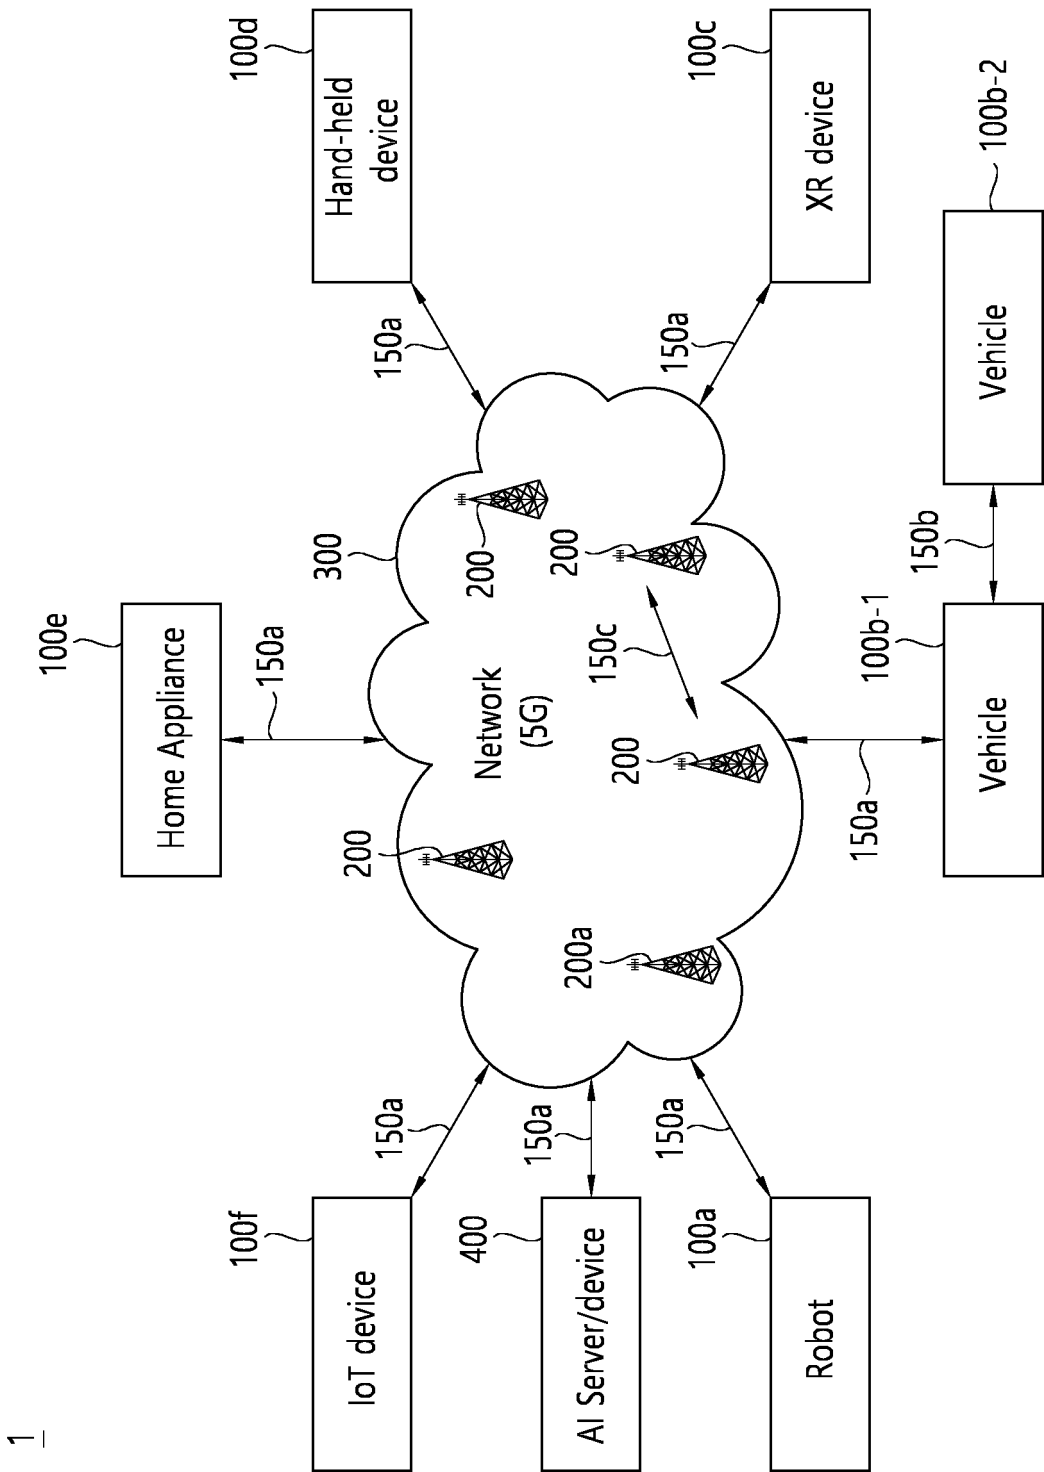 1
100e
Home Appliance
100f
100d
150a
300
IoT device
Hand-held
device
200
150a
150a
400
200
Network
(5G)
150a
200
200a
AI Server/device
150c
200
150a
150a
100a
100c
Robot
XR device
150a
100b-1
150b
Vehicle
Vehicle
100b-2